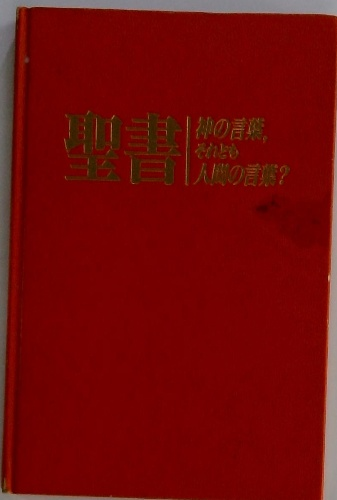 聖書
神の言葉,
それとも
人間の言葉?